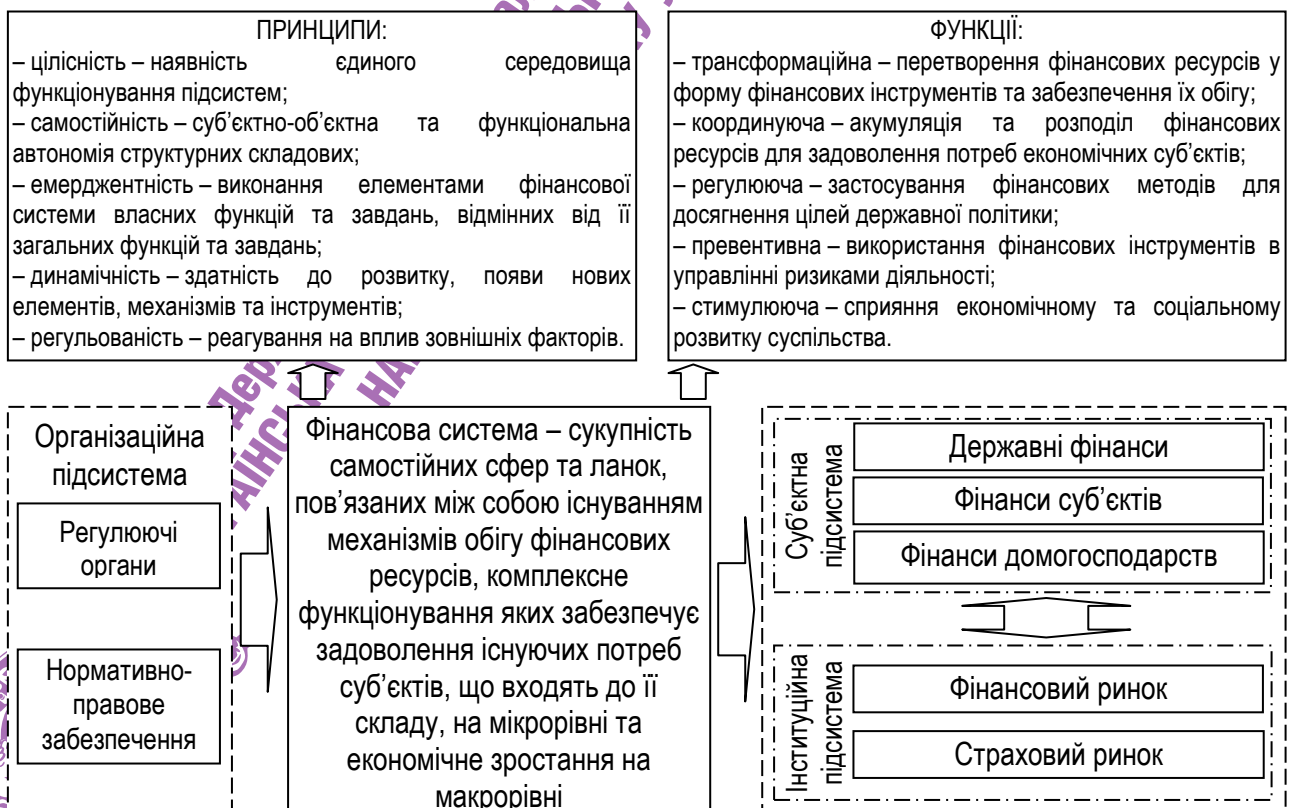 ПРИНЦИПИ:
– цілісність – наявність єдиного середовища
функціонування підсистем;
– самостійність – суб’єктно-об’єктна та функціональна
автономія структурних складових;
– емерджентність – виконання елементами фінансової
системи власних функцій та завдань, відмінних від її
загальних функцій та завдань;
– динамічність – здатність до розвитку, появи нових
елементів, механізмів та інструментів;
– регульованість – реагування на вплив зовнішніх факторів.
ФУНКЦІЇ:
– трансформаційна – перетворення фінансових ресурсів у
форму фінансових інструментів та забезпечення їх обігу;
– координуюча – акумуляція та розподіл фінансових
ресурсів для задоволення потреб економічних суб’єктів;
– регулююча – застосування фінансових методів для
досягнення цілей державної політики;
– превентивна – використання фінансових інструментів в
управлінні ризиками діяльності;
– стимулююча – сприяння економічному та соціальному
розвитку суспільства.
Організаційна
підсистема
Регулюючі
органи
Нормативно-
правове
забезпечення
Фінансова система – сукупність
самостійних сфер та ланок,
пов’язаних між собою існуванням
механізмів обігу фінансових
ресурсів, комплексне
функціонування яких забезпечує
задоволення існуючих потреб
суб’єктів, що входять до її
складу, на мікрорівні та
економічне зростання на
макрорівні
Суб’єктна
підсистема
Державні фінанси
Фінанси суб’єктів
Фінанси домогосподарств
Інституційна
підсистема
Фінансовий ринок
Страховий ринок